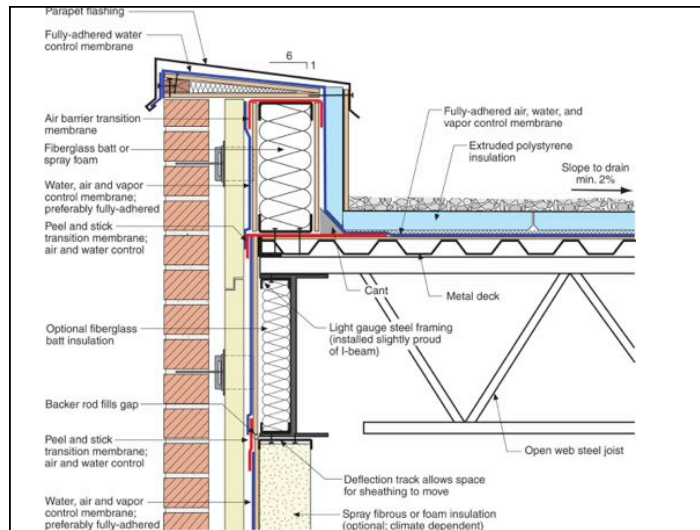 Parapet flashing
Fully-adhered water
control membrane
6
1
Air barrier transition
membrane
Fiberglass batt or
spray foam
Water, air and vapor
control membrane;
preferably fully-adhered
Peel and stick
transition membrane;
air and water control
Fully-adhered air, water, and
vapor control membrane
Extruded polystyrene
insulation
Slope to drain
min. 2%
Cant
Metal deck
Optional fiberglass
batt insulation
Light gauge steel framing
(installed slightly proud
of I-beam)
Backer rod fills gap
Peel and stick
transition membrane;
air and water control
Open web steel joist
Deflection track allows space
for sheathing to move
Water, air and vapor
control membrane;
preferably fully-adhered
Spray fibrous or foam insulation
(optional; climate dependent)